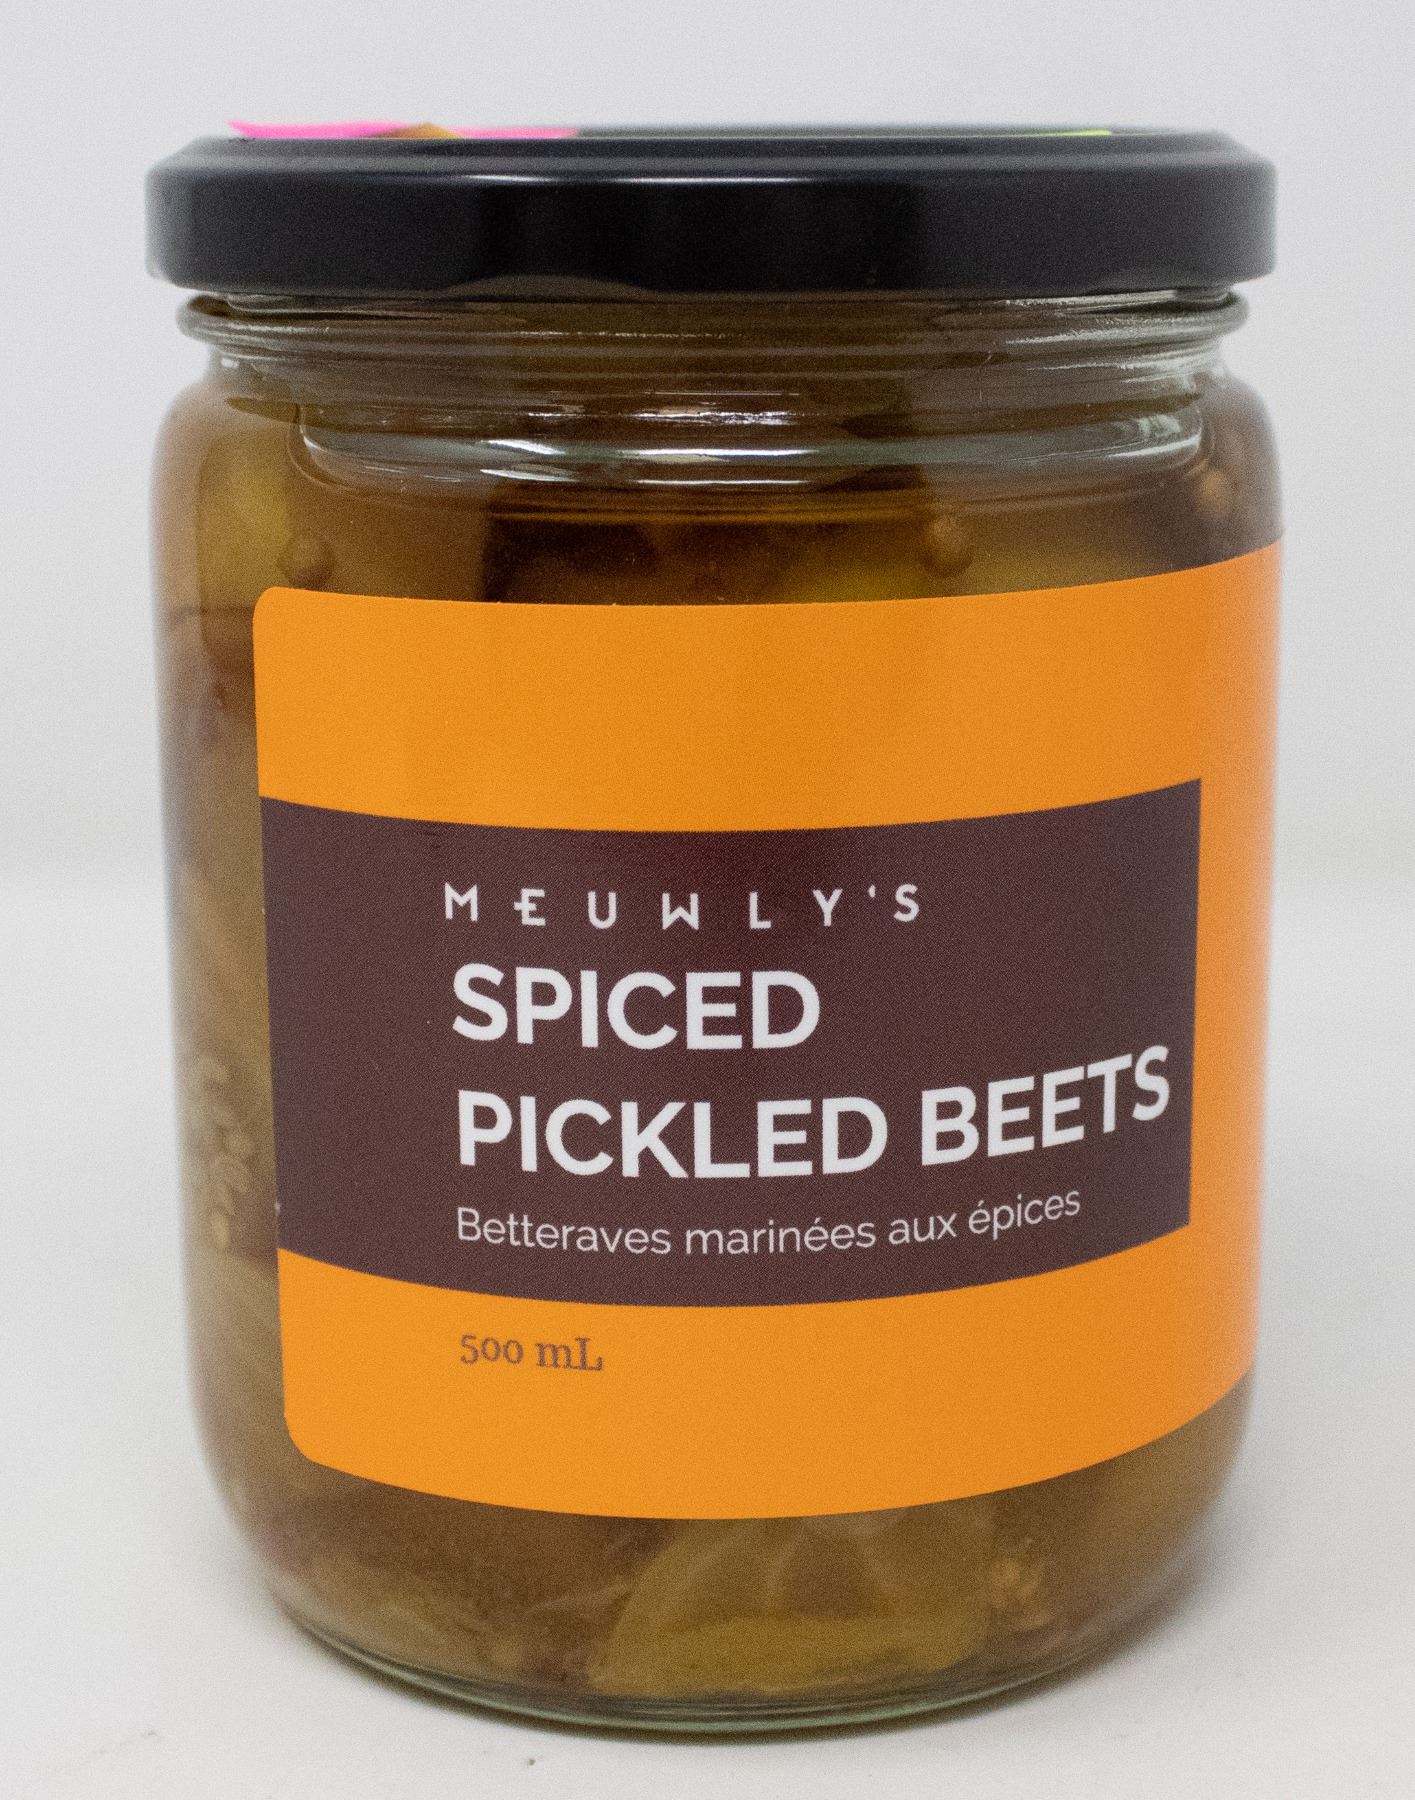 MEUWLY'S
SPICED
PICKLED BEETS
Betteraves marinées aux épices
500 mL